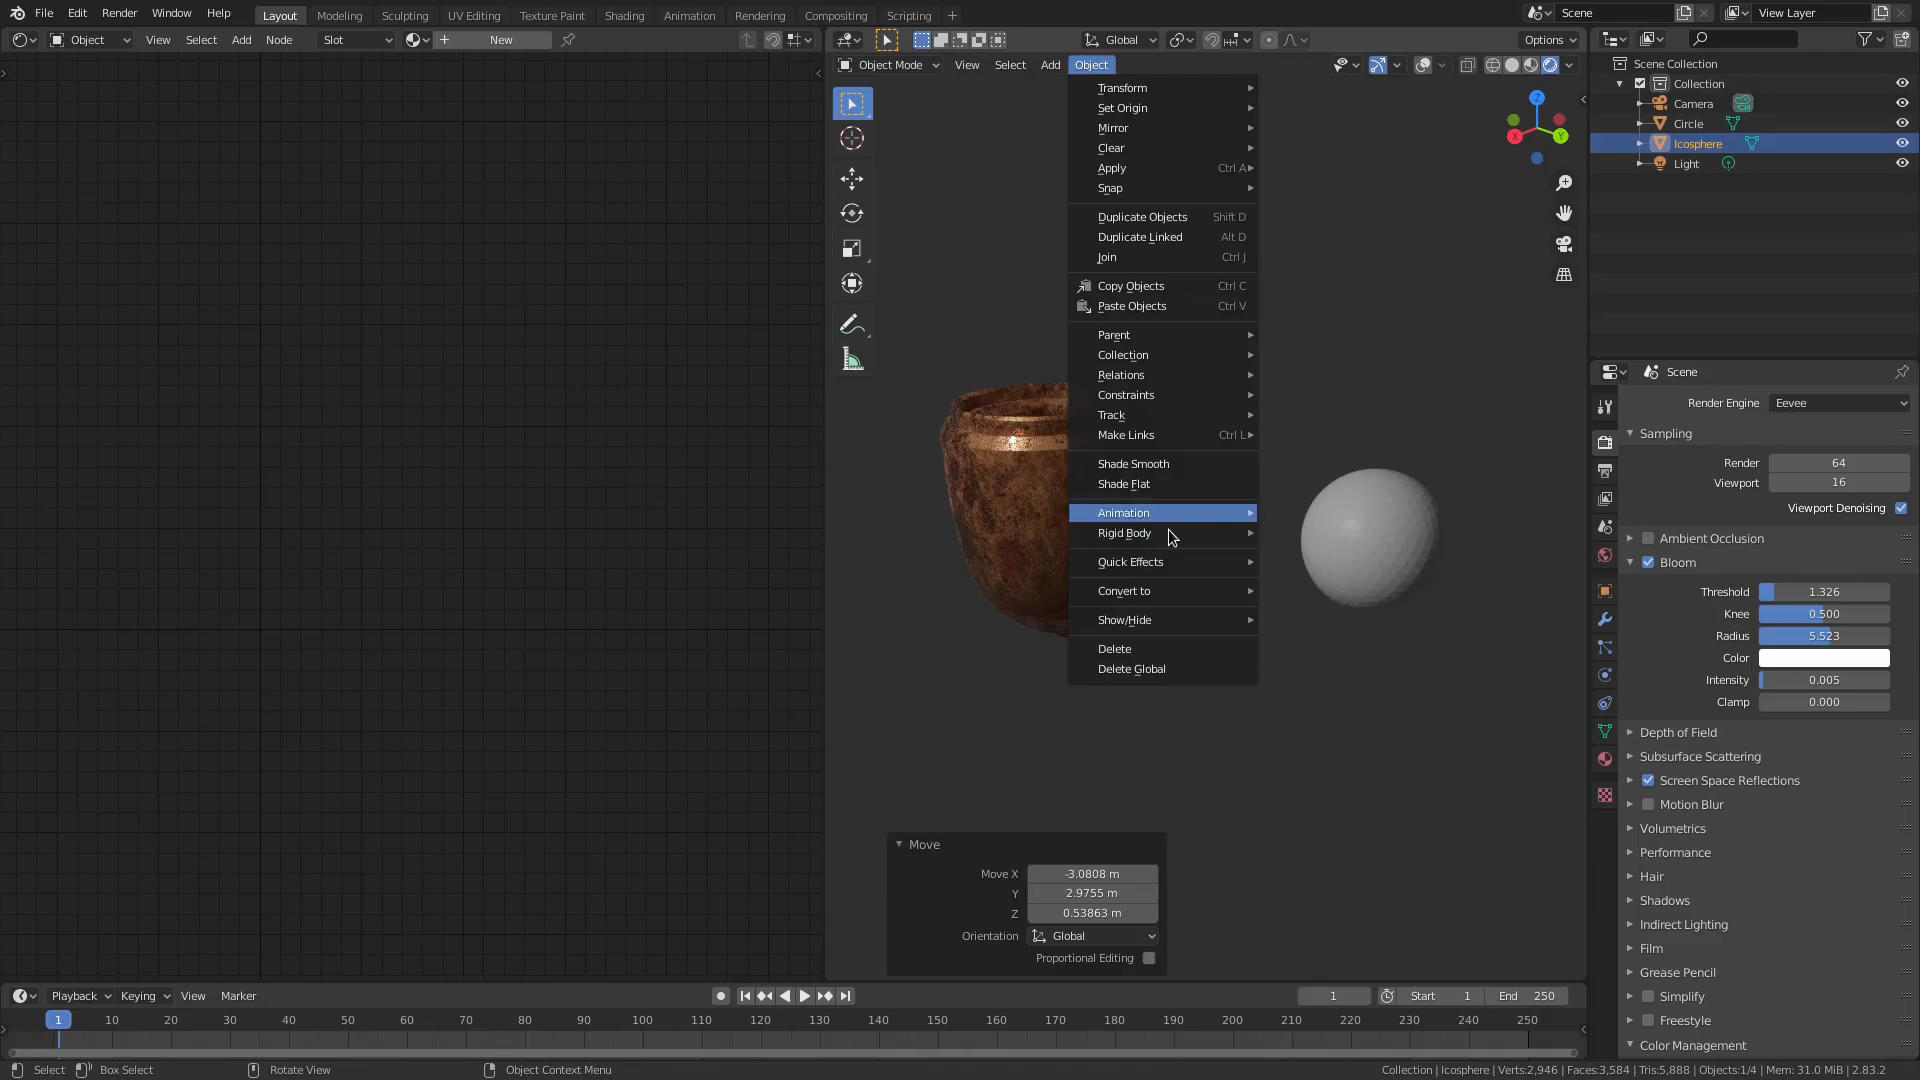 File Edit Render Window Help Layout Modeling Sculpting UV Editing Texture Paint Shading Animation Rendering Compositing Scripting + Scene View Layer
Object View Select Add Node Slot New Global Options
Object Mode View Select Add Object
Transform
Set Origin
Mirror
Clear
Apply Ctrl A
Snap
Duplicate Objects Shift D
Duplicate Linked Alt D
Join Ctrl J
Copy Objects Ctrl C
Paste Objects Ctrl V
Parent
Collection
Relations
Constraints
Track
Make Links Ctrl L
Shade Smooth
Shade Flat
Animation
Rigid Body
Quick Effects
Convert to
Show/Hide
Delete
Delete Global
Z
X
Y
Move
Move X -3.0808 m
Y 2.9755 m
Z 0.53863 m
Orientation Global
Proportional Editing
Scene Collection
Collection
Camera
Circle
Icosphere
Light
Scene
Render Engine Eevee
Sampling
Render 64
Viewport 16
Viewport Denoising
Ambient Occlusion
Bloom
Threshold 1.326
Knee 0.500
Radius 5.523
Color
Intensity 0.005
Clamp 0.000
Depth of Field
Subsurface Scattering
Screen Space Reflections
Motion Blur
Volumetrics
Performance
Hair
Shadows
Indirect Lighting
Film
Grease Pencil
Simplify
Freestyle
Color Management
Playback Keying View Marker 1 Start 1 End 250
1 10 20 30 40 50 60 70 80 90 100 110 120 130 140 150 160 170 180 190 200 210 220 230 240 250
Select Box Select Rotate View Object Context Menu Collection | Icosphere | Verts:2,946 | Faces:3,584 | Tris:5,888 | Objects:1/4 | Mem: 31.0 MiB | 2.83.2